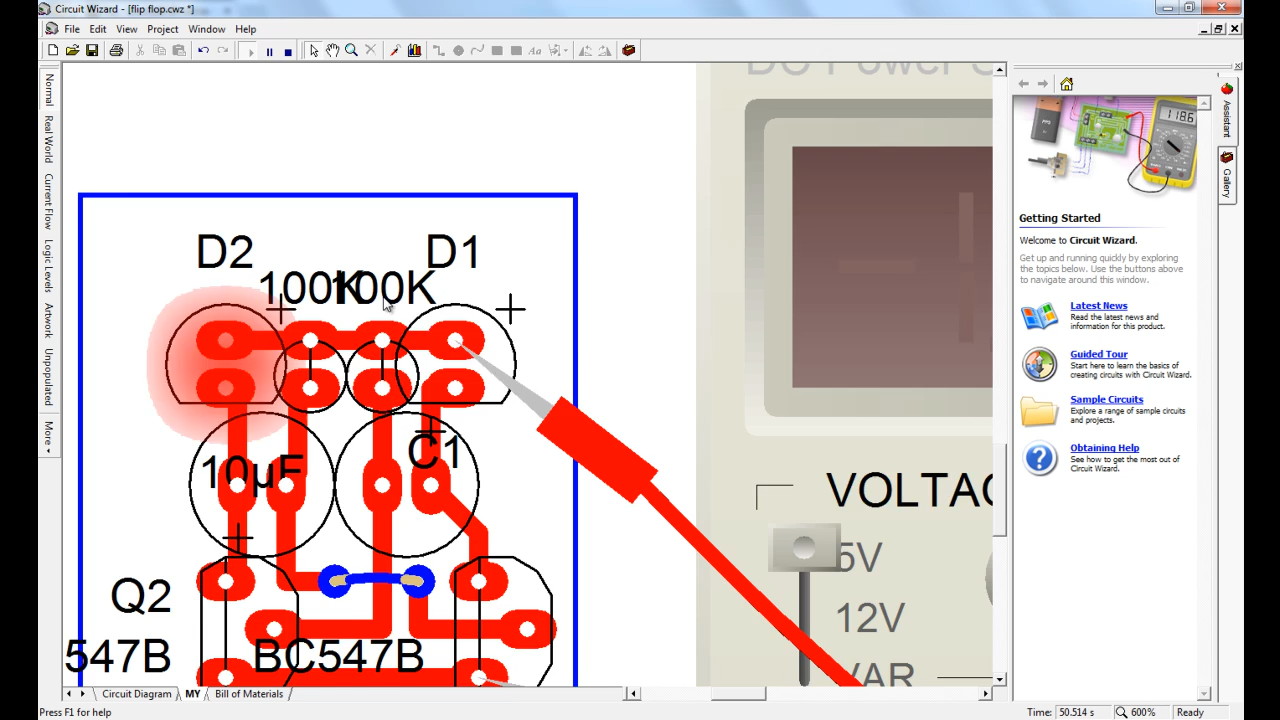 Circuit Wizard - [flip flop.cwz *]
File Edit View Project Window Help
Aa
Normal
Real World
Current Flow
Logic Levels
Artwork
Unpopulated
More
D2
D1
100K
100K
+
+
10µF
C1
+
+
Q2
547B
BC547B
VOLTAG
5V
12V
VAR
118.6
Getting Started
Welcome to Circuit Wizard.
Get up and running quickly by exploring
the topics below. Use the buttons above
to navigate around this window.
Latest News
Read the latest news and
information for this product.
Guided Tour
Start here to learn the basics of
creating circuits with Circuit Wizard.
Sample Circuits
Explore a range of sample circuits
and projects.
Obtaining Help
See how to get the most out of
Circuit Wizard.
Assistant
Gallery
Circuit Diagram
MY
Bill of Materials
Press F1 for help
Time: 50.514 s
600%
Ready